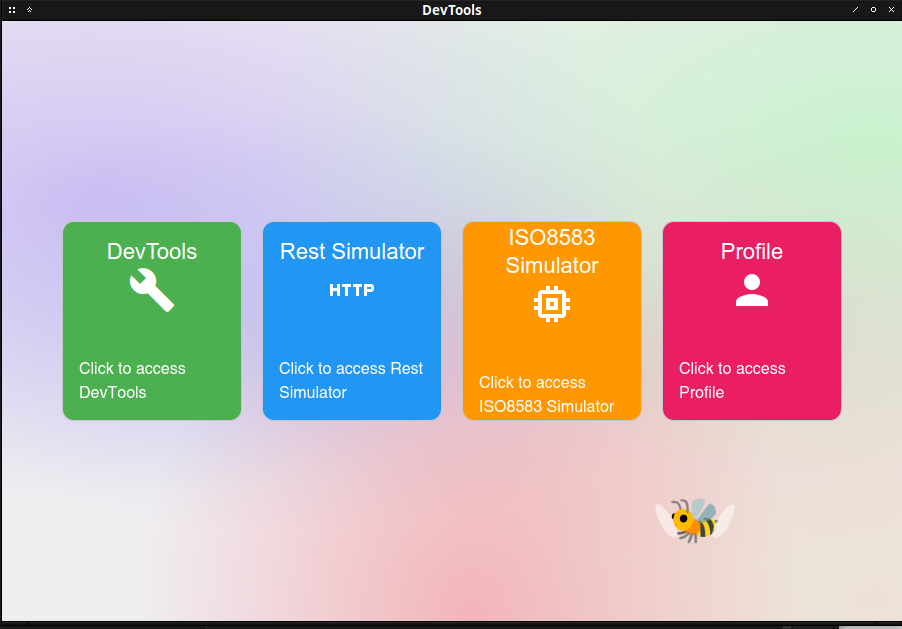 DevTools
DevTools
HTTP
Click to access
DevTools
Rest Simulator
Click to access Rest
Simulator
ISO8583
Simulator
Click to access
ISO8583 Simulator
Profile
Click to access
Profile